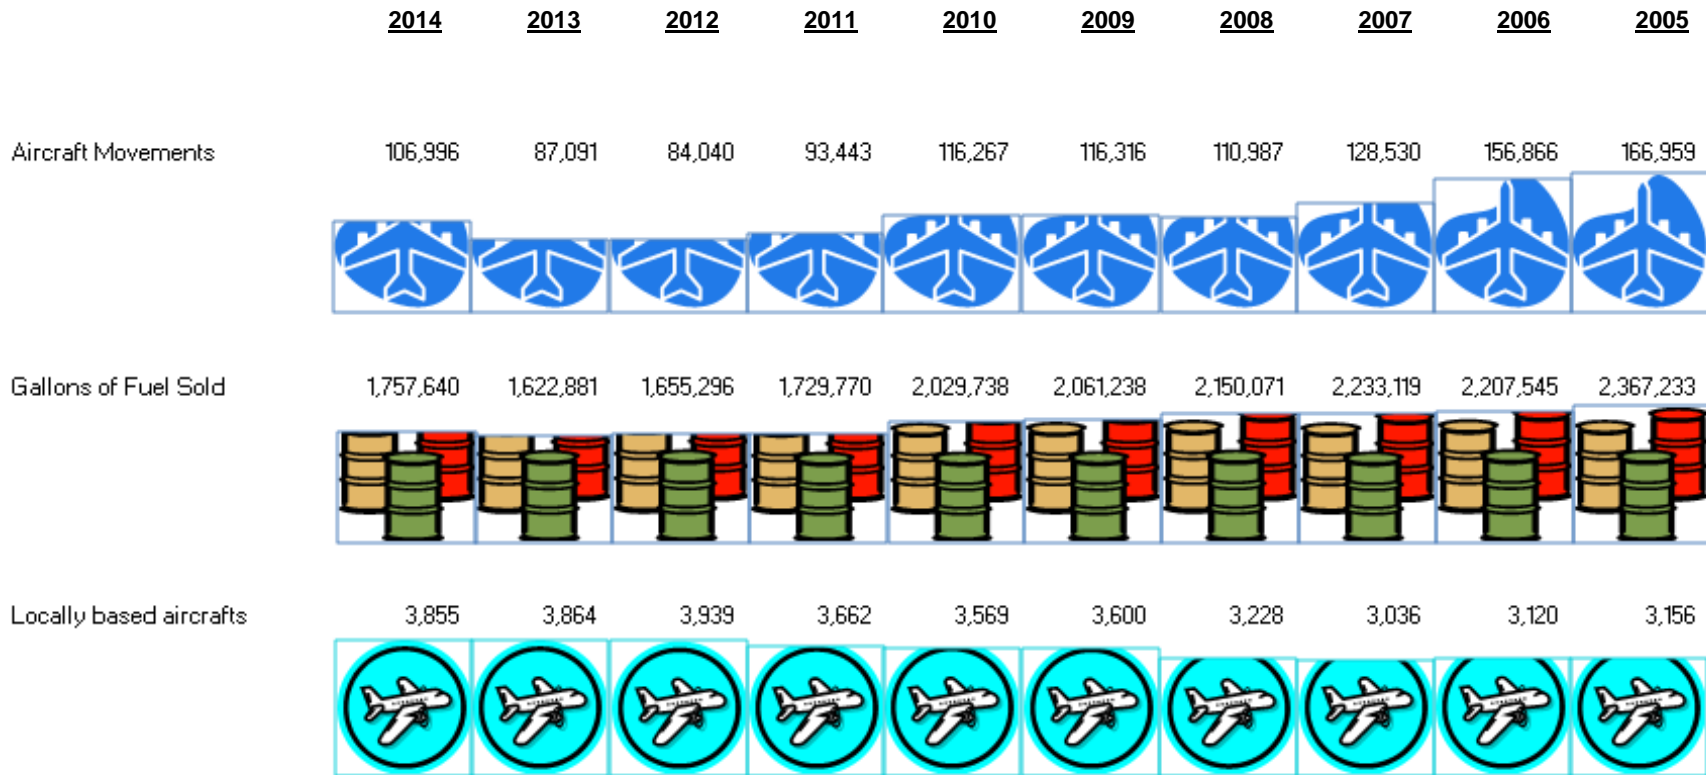 2014 2013 2012 2011 2010 2009 2008 2007 2006 2005
Aircraft Movements 106,996 87,091 84,040 93,443 116,267 116,316 110,987 128,530 156,866 166,959
Gallons of Fuel Sold 1,757,640 1,622,881 1,655,296 1,729,770 2,029,738 2,061,238 2,150,071 2,233,119 2,207,545 2,367,233
Locally based aircrafts 3,855 3,864 3,939 3,662 3,569 3,600 3,228 3,036 3,120 3,156